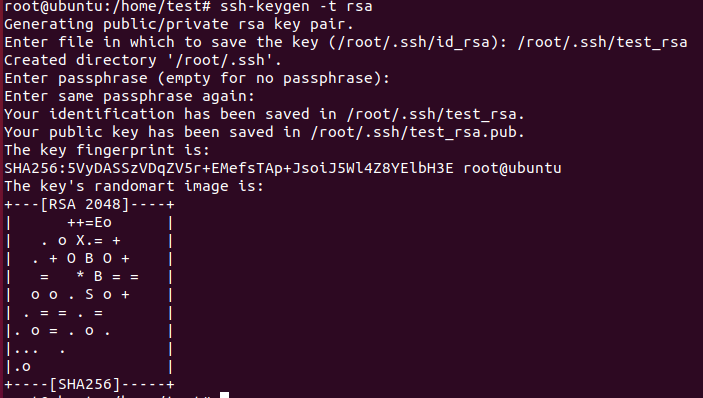 root@ubuntu:/home/test# ssh-keygen -t rsa
Generating public/private rsa key pair.
Enter file in which to save the key (/root/.ssh/id_rsa): /root/.ssh/test_rsa
Created directory '/root/.ssh'.
Enter passphrase (empty for no passphrase):
Enter same passphrase again:
Your identification has been saved in /root/.ssh/test_rsa.
Your public key has been saved in /root/.ssh/test_rsa.pub.
The key fingerprint is:
SHA256:5VyDASSzVDqZV5r+EMefsTAp+JsoiJ5Wl4Z8YElbH3E root@ubuntu
The key's randomart image is:
+---[RSA 2048]----+
|       ++=Eo      |
|    . o X.= +     |
|   . + O B O +    |
|    =   * B = =   |
|   o o . S o +    |
|  . = = . =       |
| . o = . o .      |
|...  .            |
|.o                |
+----[SHA256]-----+